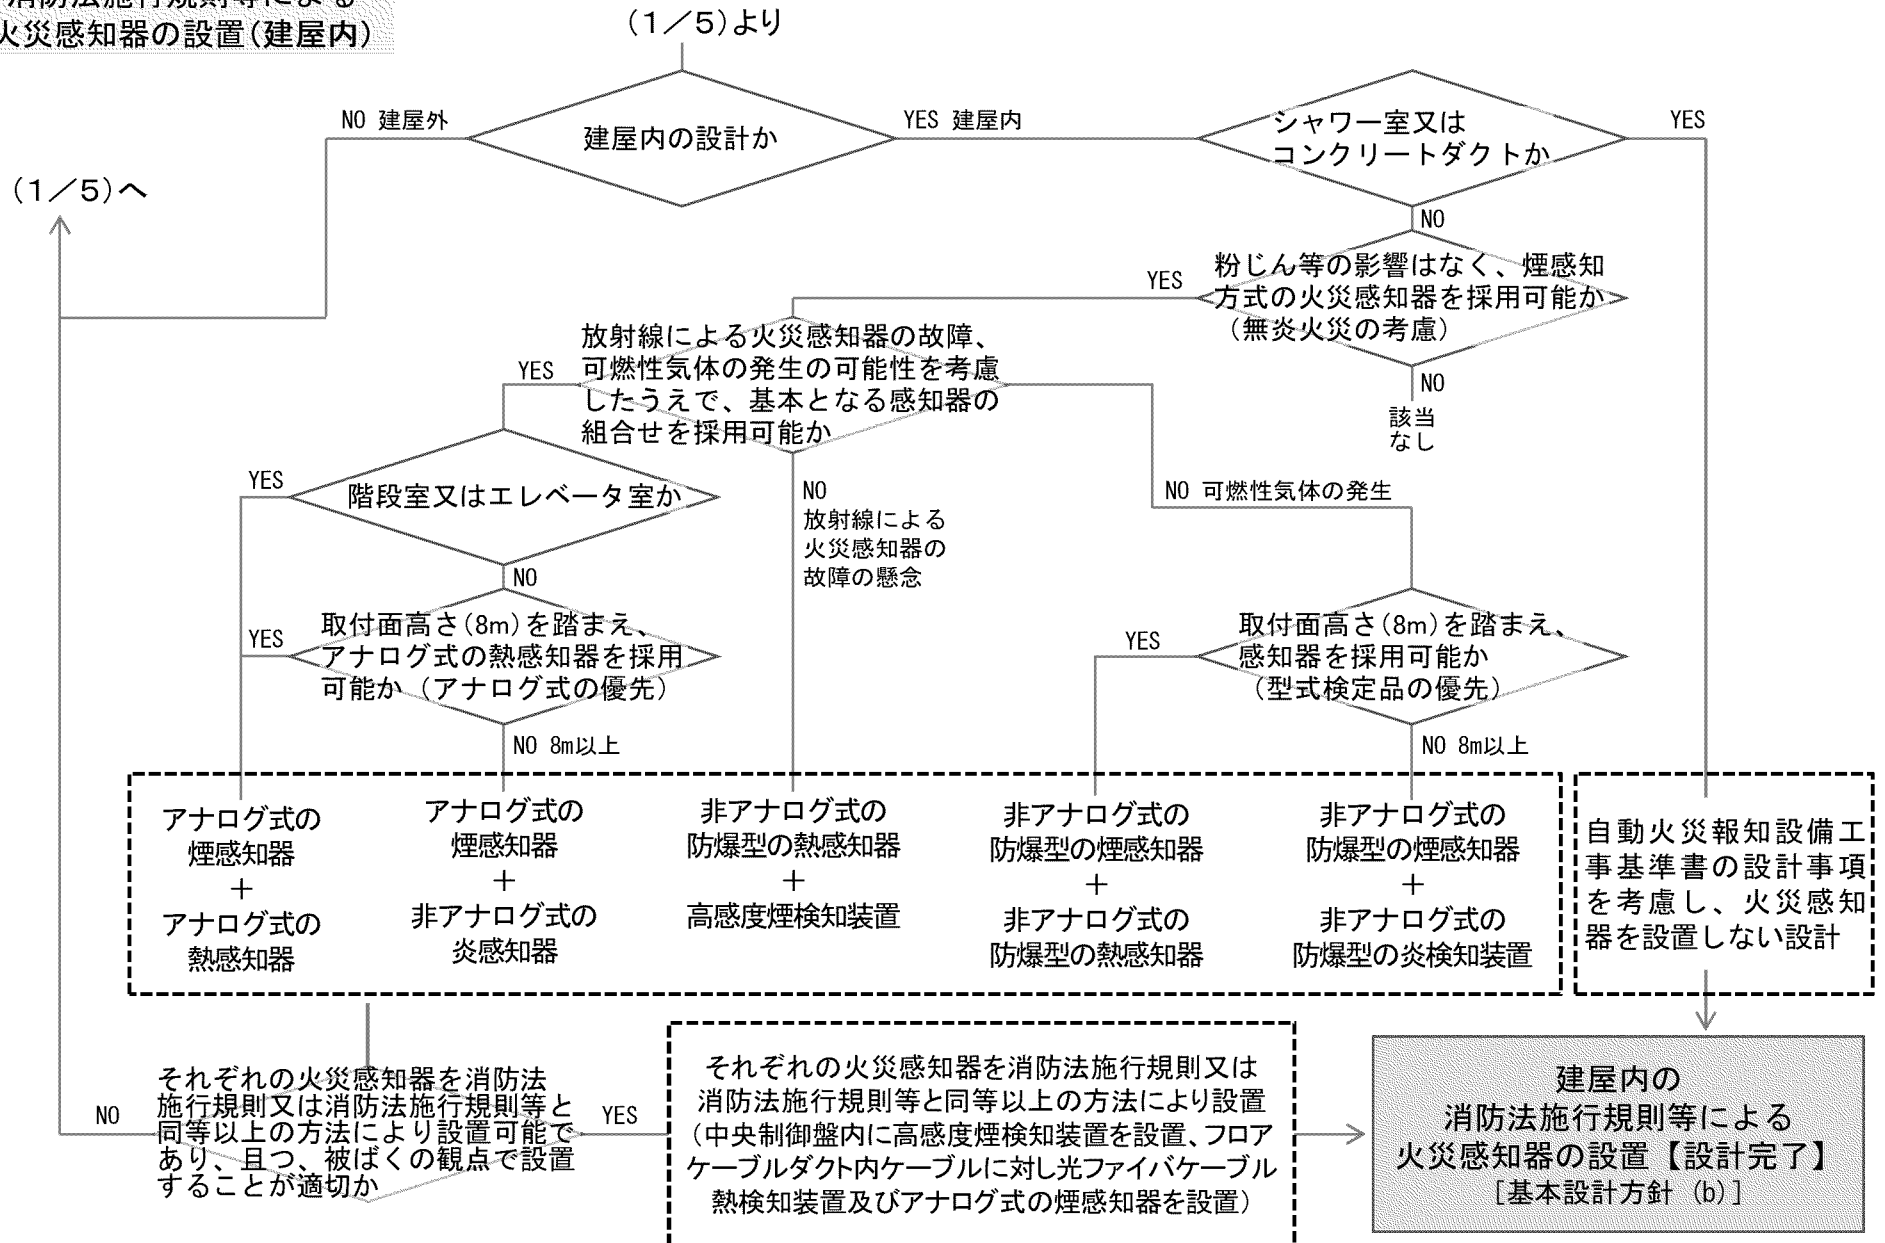 消防法施行規則等による
火災感知器の設置(建屋内)
(1/5)より
NO 建屋外
建屋内の設計か
YES 建屋内
シャワー室又は
コンクリートダクトか
YES
(1/5)へ
NO
粉じん等の影響はなく、煙感知
方式の火災感知器を採用可能か
(無炎火災の考慮)
YES
NO
該当
なし
放射線による火災感知器の故障、
可燃性気体の発生の可能性を考慮
したうえで、基本となる感知器の
組合せを採用可能か
YES
YES
階段室又はエレベータ室か
NO
放射線による
火災感知器の
故障の懸念
NO 可燃性気体の発生
NO
取付面高さ(8m)を踏まえ、
アナログ式の熱感知器を採用
可能か(アナログ式の優先)
YES
NO 8m以上
YES
取付面高さ(8m)を踏まえ、
感知器を採用可能か
(型式検定品の優先)
NO 8m以上
アナログ式の
煙感知器
+
アナログ式の
熱感知器
アナログ式の
煙感知器
+
非アナログ式の
炎感知器
非アナログ式の
防爆型の熱感知器
+
高感度煙検知装置
非アナログ式の
防爆型の煙感知器
+
非アナログ式の
防爆型の熱感知器
非アナログ式の
防爆型の煙感知器
+
非アナログ式の
防爆型の炎検知装置
自動火災報知設備工
事基準書の設計事項
を考慮し、火災感知
器を設置しない設計
NO
それぞれの火災感知器を消防法
施行規則又は消防法施行規則等と
同等以上の方法により設置可能で
あり、且つ、被ばくの観点で設置
することが適切か
YES
それぞれの火災感知器を消防法施行規則又は
消防法施行規則等と同等以上の方法により設置
(中央制御盤内に高感度煙検知装置を設置、フロア
ケーブルダクト内ケーブルに対し光ファイバケーブル
熱検知装置及びアナログ式の煙感知器を設置)
建屋内の
消防法施行規則等による
火災感知器の設置【設計完了】
[基本設計方針 (b)]